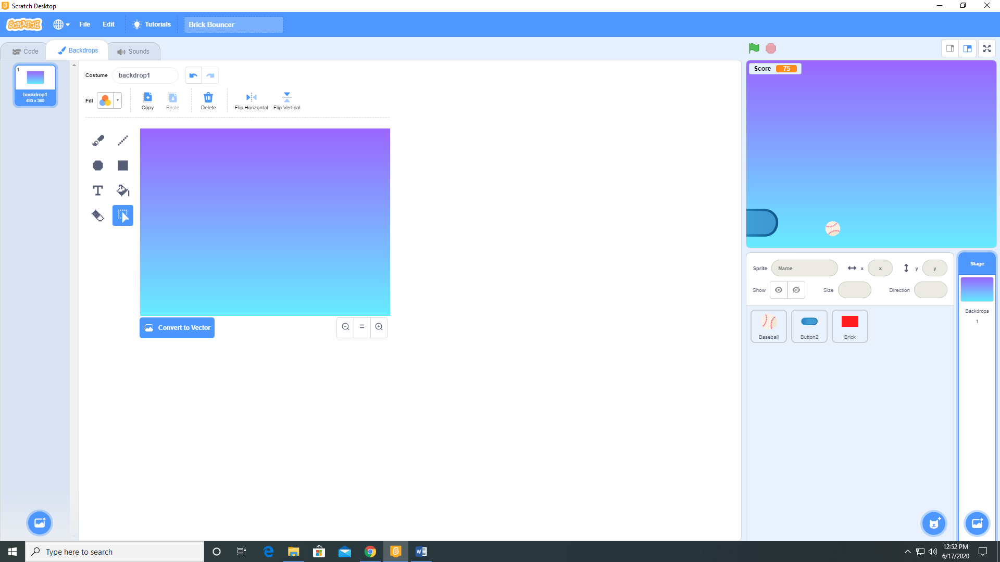 Scratch Desktop
SCRATCH File Edit Tutorials Brick Bouncer
Code Backdrops Sounds
1
backdrop1
480 x 360
Costume backdrop1
Fill Copy Paste Delete Flip Horizontal Flip Vertical
T
Convert to Vector
Score 75
Sprite Name x x y y
Show Size Direction
Baseball Button2 Brick
Stage
Backdrops
1
Type here to search
12:52 PM
6/17/2020